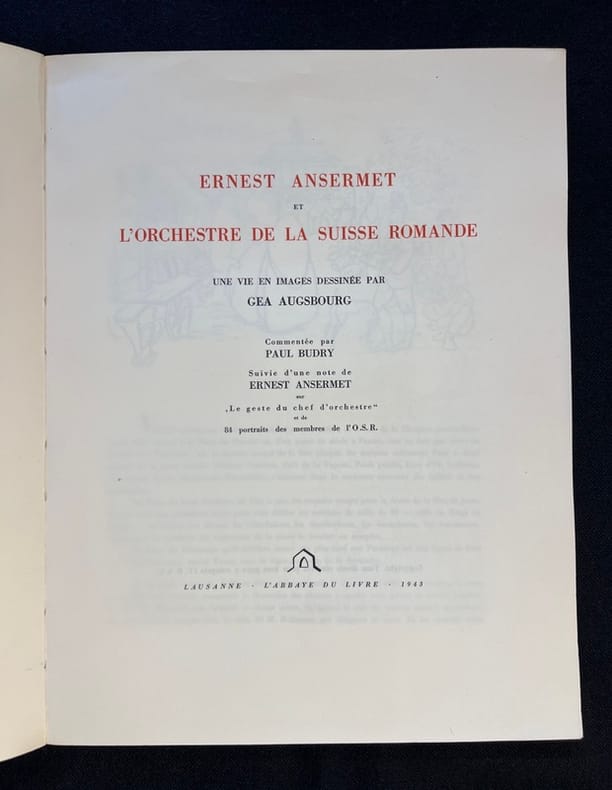 ERNEST ANSERMET
ET
L'ORCHESTRE DE LA SUISSE ROMANDE
UNE VIE EN IMAGES DESSINÉE PAR
GEA AUGSBOURG
Commentée par
PAUL BUDRY
Suivie d'une note de
ERNEST ANSERMET
sur
„Le geste du chef d'orchestre“
et de
84 portraits des membres de l'O.S.R.
LAUSANNE · L'ABBAYE DU LIVRE · 1943